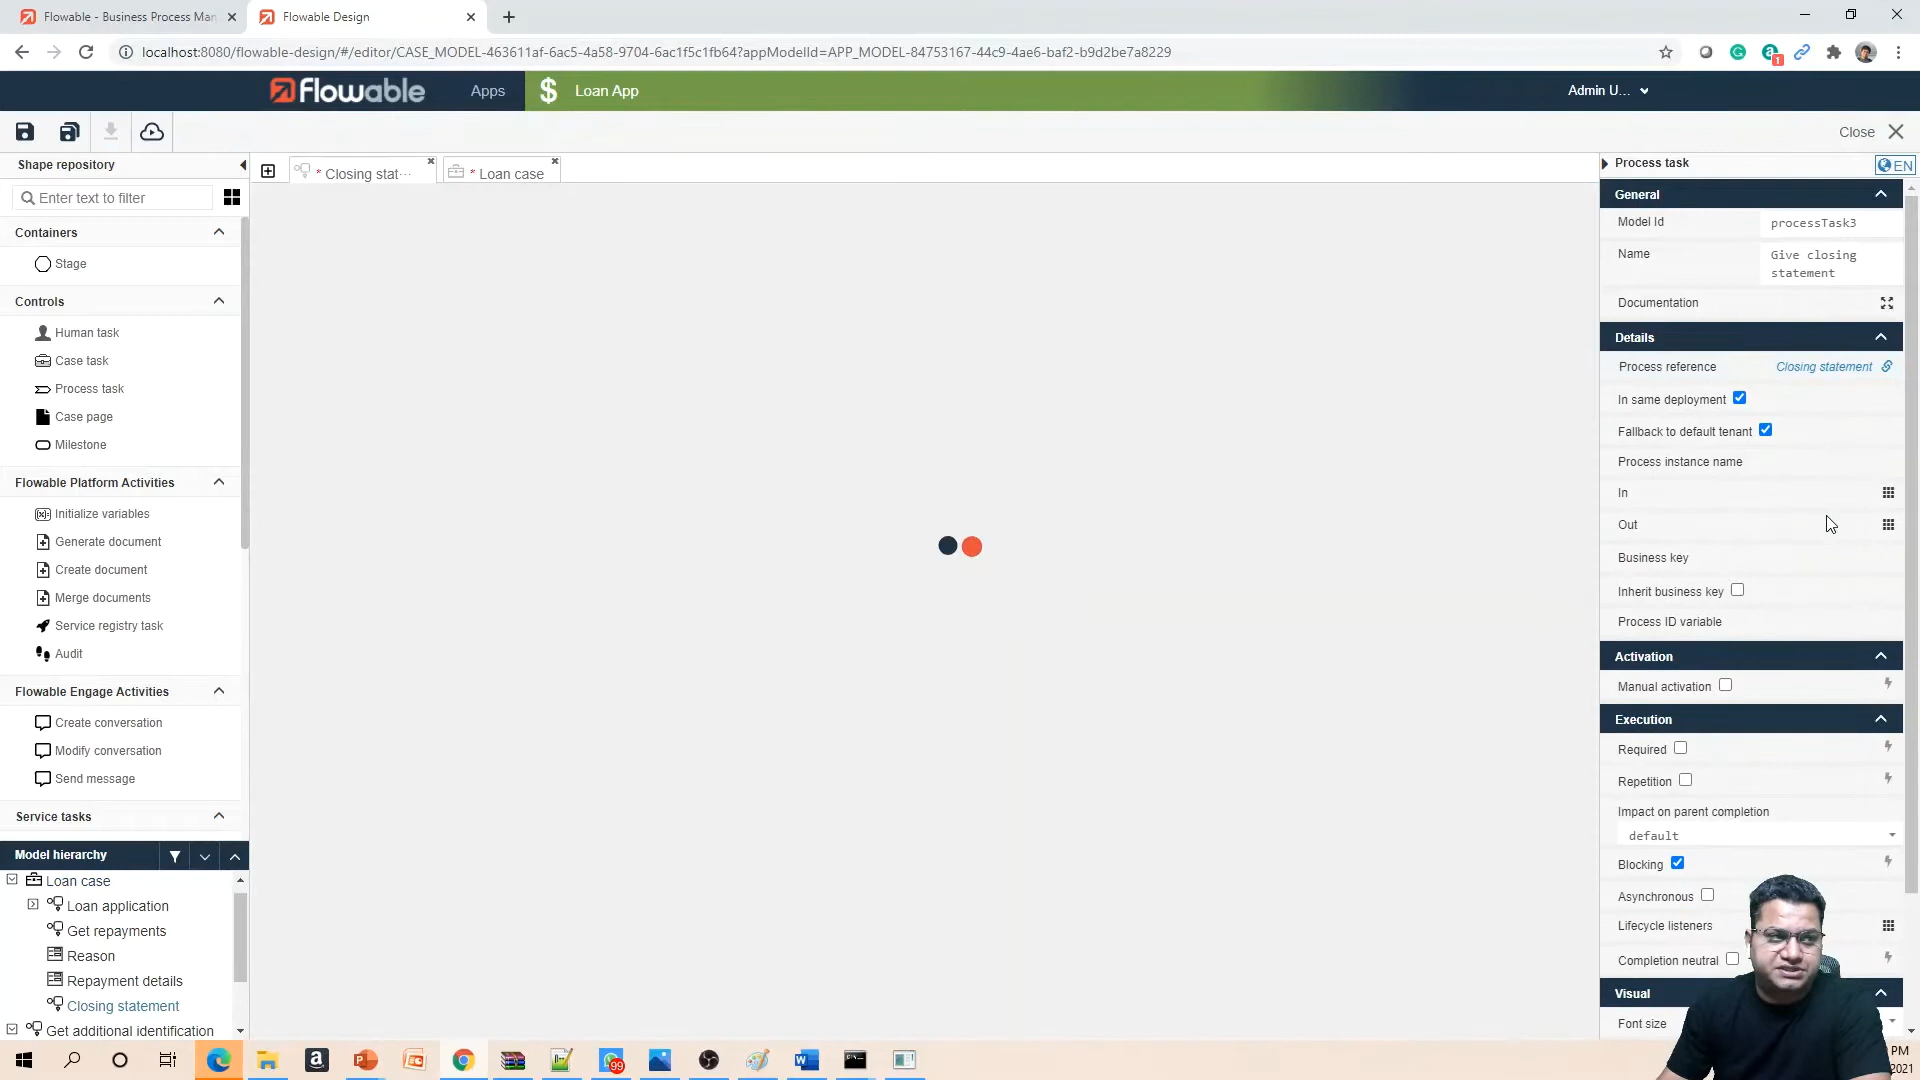 Flowable - Business Process Man
Flowable Design
localhost:8080/flowable-design/#/editor/CASE_MODEL-463611af-6ac5-4a58-9704-6ac1f5c1fb64?appModelId=APP_MODEL-84753167-44c9-4ae6-baf2-b9d2be7a8229
1
flowable
Apps
$ Loan App
Admin U...
Close
Shape repository
* Closing stat···
* Loan case
Process task
EN
Enter text to filter
Containers
Stage
Controls
Human task
Case task
Process task
Case page
Milestone
Flowable Platform Activities
Initialize variables
Generate document
Create document
Merge documents
Service registry task
Audit
Flowable Engage Activities
Create conversation
Modify conversation
Send message
Service tasks
Model hierarchy
Loan case
Loan application
Get repayments
Reason
Repayment details
Closing statement
Get additional identification
General
Model Id processTask3
Name Give closing
statement
Documentation
Details
Process reference Closing statement
In same deployment
Fallback to default tenant
Process instance name
In
Out
Business key
Inherit business key
Process ID variable
Activation
Manual activation
Execution
Required
Repetition
Impact on parent completion
default
Blocking
Asynchronous
Lifecycle listeners
Completion neutral
Visual
Font size
99
PM
2021